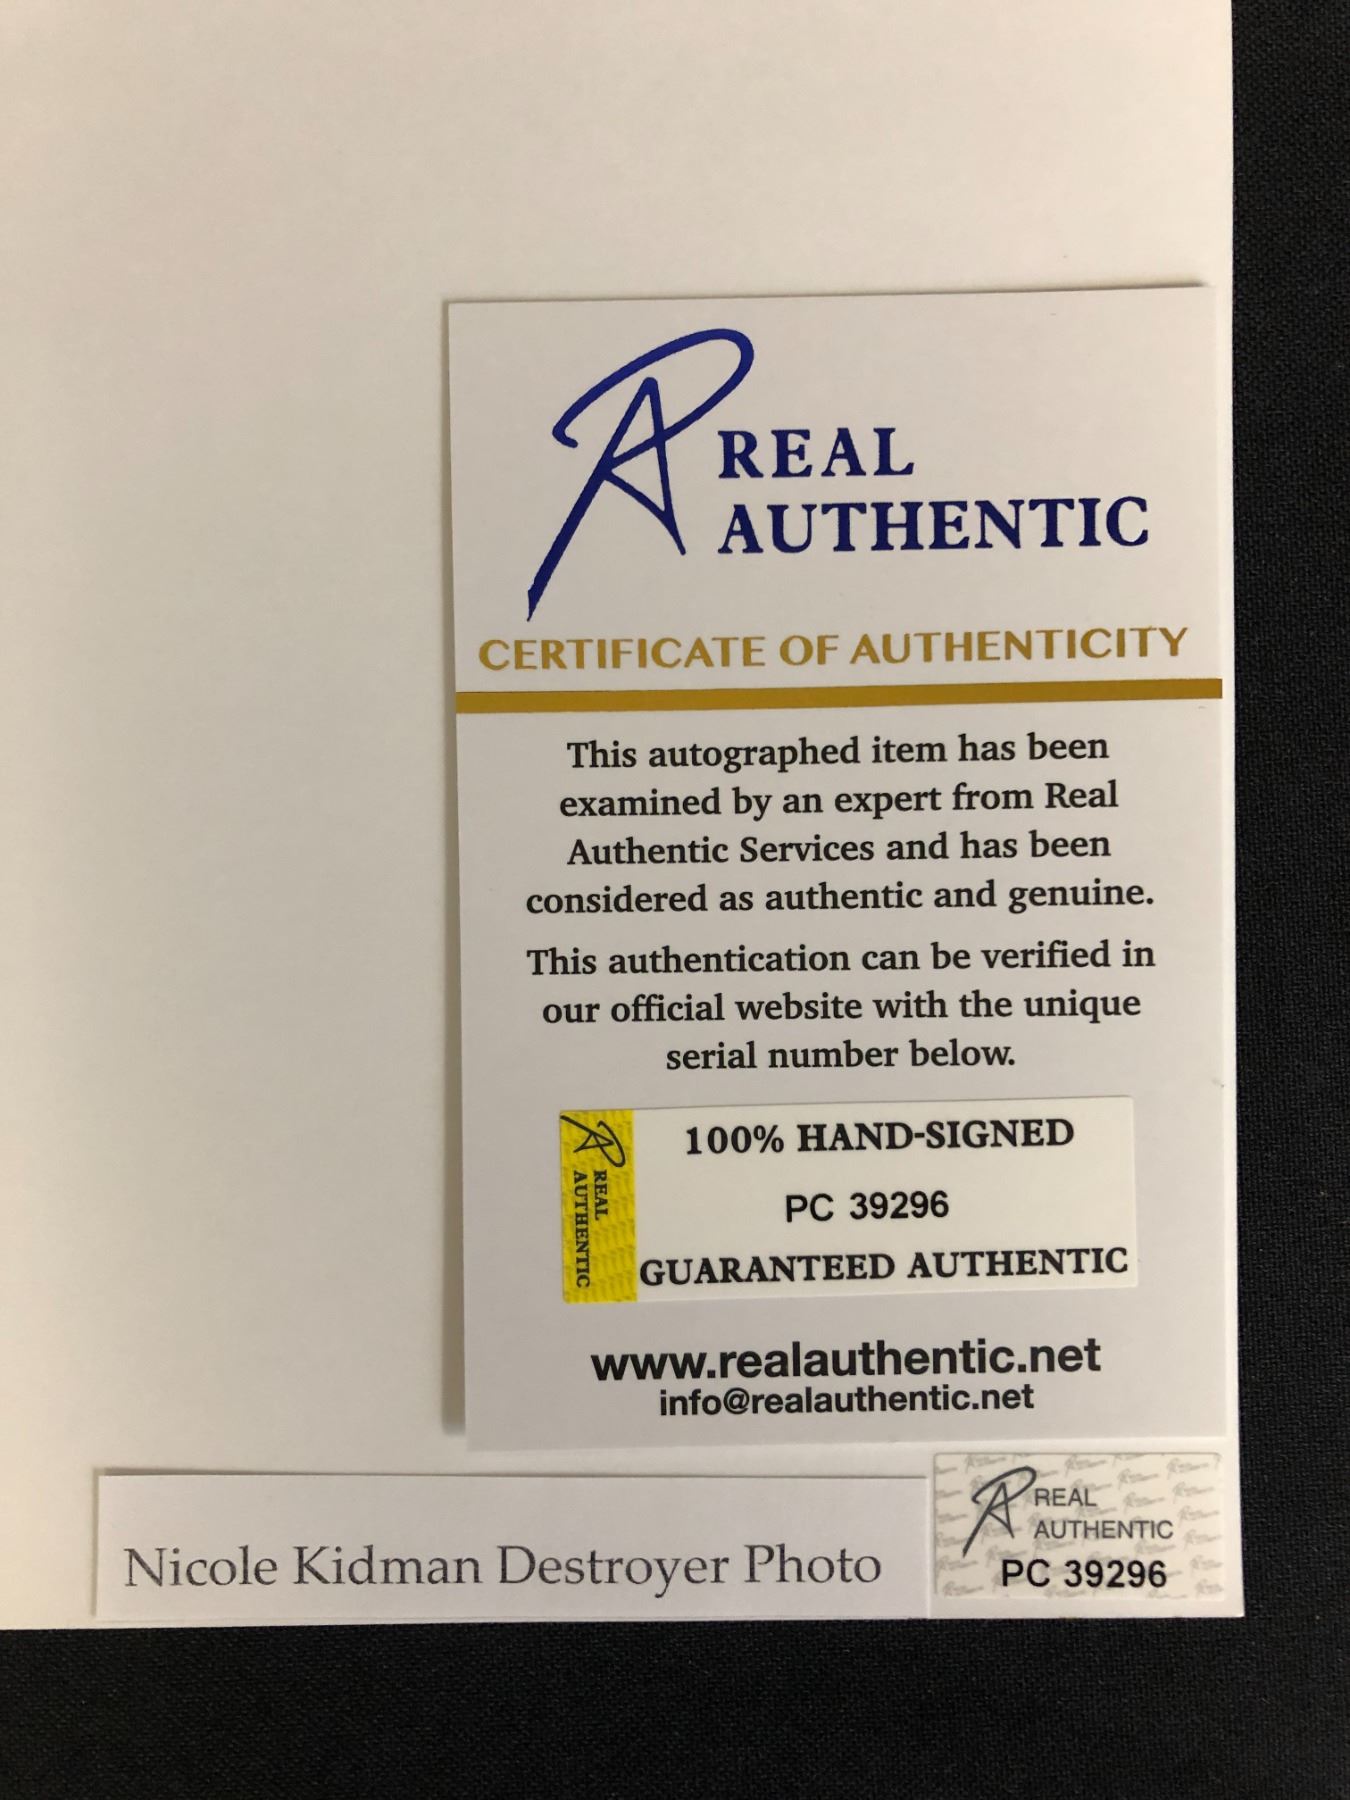 REAL
AUTHENTIC
CERTIFICATE OF AUTHENTICITY
This autographed item has been
examined by an expert from Real
Authentic Services and has been
considered as authentic and genuine.
This authentication can be verified in
our official website with the unique
serial number below.
REAL
AUTHENTIC
100% HAND-SIGNED
PC 39296
GUARANTEED AUTHENTIC
www.realauthentic.net
info@realauthentic.net
Nicole Kidman Destroyer Photo
REAL
AUTHENTIC
PC 39296